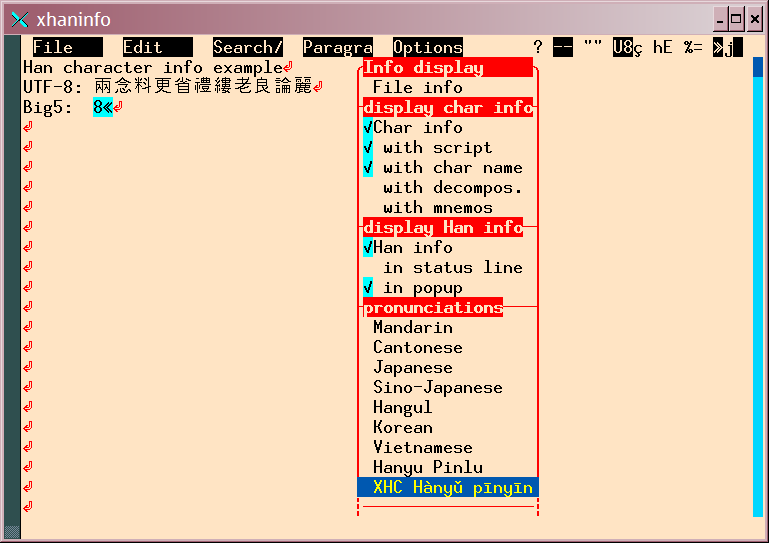 xhaninfo
File Edit Search/ Paragra Options ? -- "" U8ç hE %= »j
Han character info example⏎
UTF-8: 兩念料更省禮縷老良論麗⏎
Big5: 8«⏎
Info display
File info
display char info
√Char info
√ with script
√ with char name
with decompos.
with mnemos
display Han info
√Han info
in status line
√ in popup
pronunciations
Mandarin
Cantonese
Japanese
Sino-Japanese
Hangul
Korean
Vietnamese
Hanyu Pinlu
XHC Hànyǔ pīnyīn